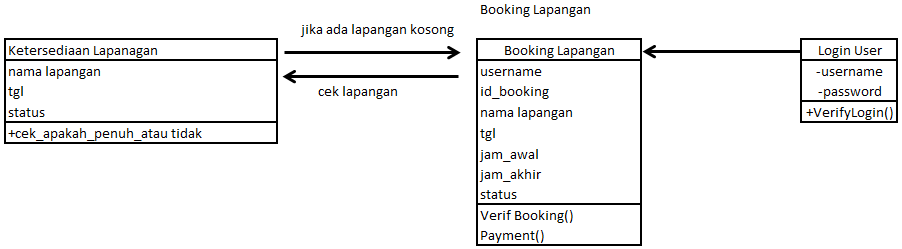 Booking Lapangan
jika ada lapangan kosong
cek lapangan
Ketersediaan Lapanagan
nama lapangan
tgl
status
+cek_apakah_penuh_atau tidak
Booking Lapangan
username
id_booking
nama lapangan
tgl
jam_awal
jam_akhir
status
Verif Booking()
Payment()
Login User
-username
-password
+VerifyLogin()